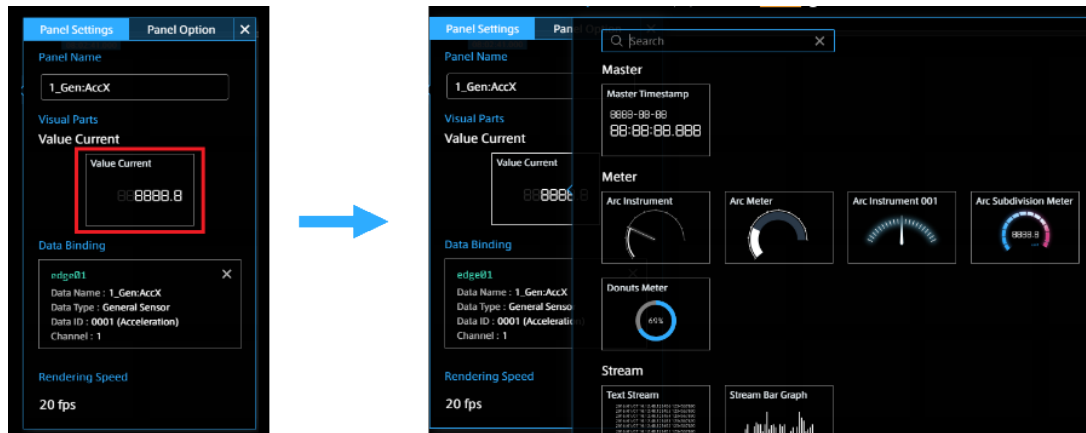 Panel Settings
Panel Option
Panel Name
1_Gen:AccX
Visual Parts
Value Current
Value Current
8888.8
Data Binding
edge01
Data Name : 1_Gen:AccX
Data Type : General Sensor
Data ID : 0001 (Acceleration)
Channel : 1
Rendering Speed
20 fps
Panel Settings
Pan
Panel Name
1_Gen:AccX
Visual Parts
Value Current
Value Current
Data Binding
edge01
Data Name : 1_Gen:AccX
Data Type : General Senso
Data ID : 0001 (Acceleratio
Channel : 1
Rendering Speed
20 fps
Search
Master
Master Timestamp
8888-88-88
88:88:88.888
Meter
Arc Instrument
Arc Meter
Arc Instrument 001
Arc Subdivision Meter
8888.8
Donuts Meter
69%
Stream
Text Stream
Stream Bar Graph